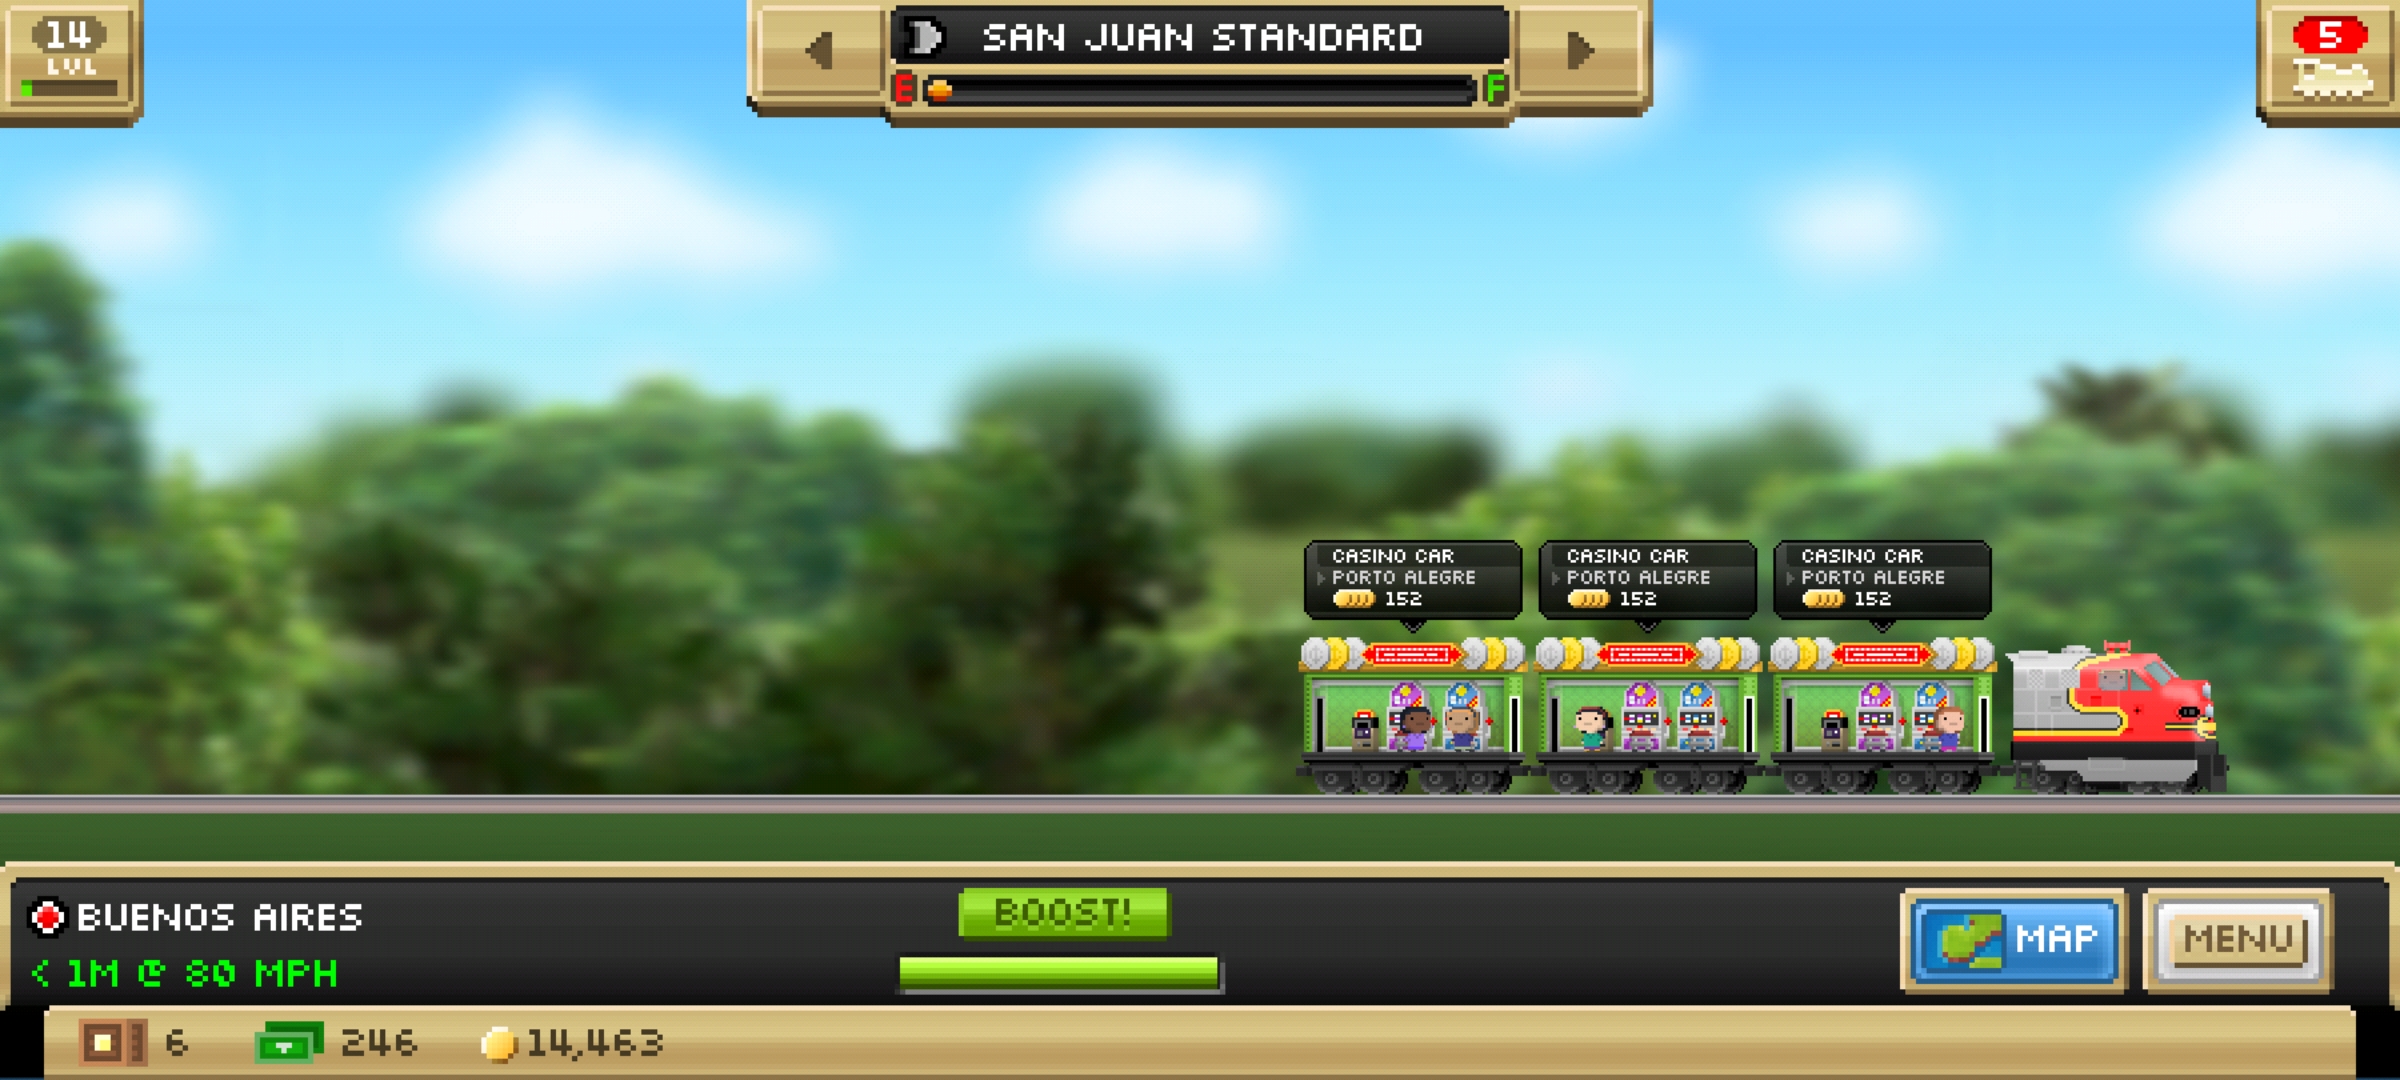 14
LVL
SAN JUAN STANDARD
E F
5
CASINO CAR
PORTO ALEGRE
152
CASINO CAR
PORTO ALEGRE
152
CASINO CAR
PORTO ALEGRE
152
BUENOS AIRES
< 1M @ 80 MPH
BOOST!
MAP
MENU
6
246
14,463